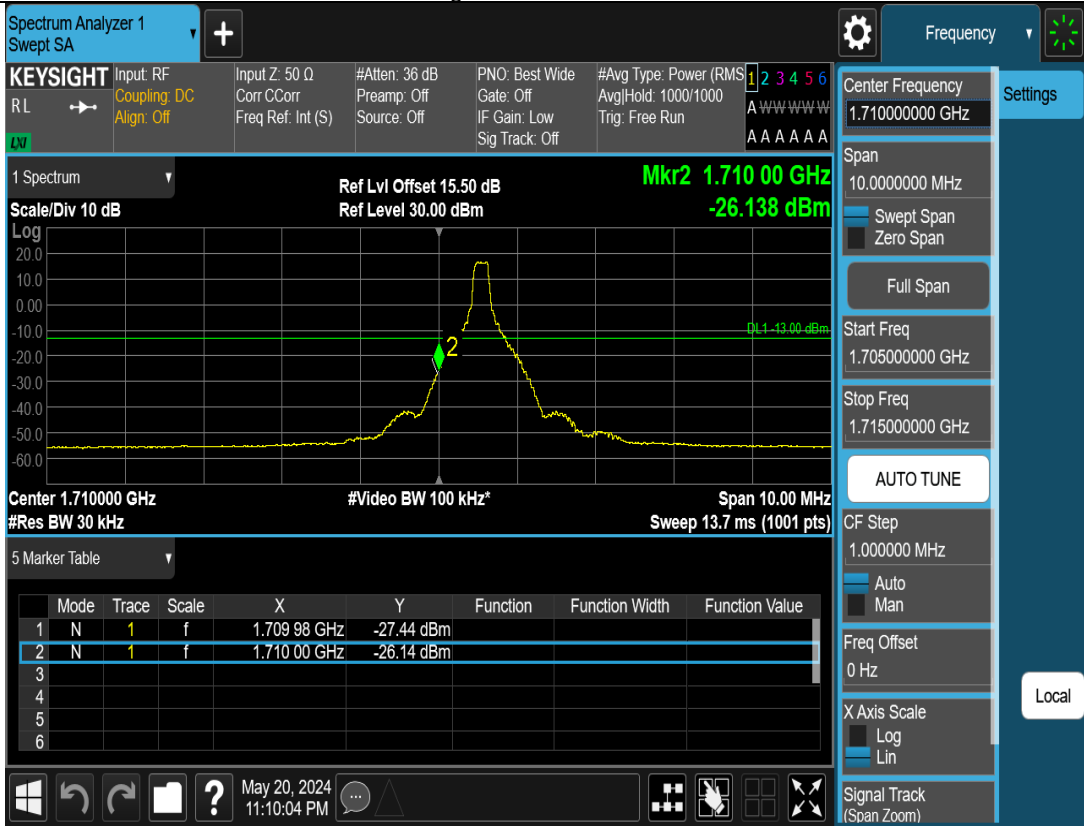 Spectrum Analyzer 1
Swept SA
+
Frequency
KEYSIGHT
RL
LXI
Input: RF
Coupling: DC
Align: Off
Input Z: 50 Ω
Corr CCorr
Freq Ref: Int (S)
#Atten: 36 dB
Preamp: Off
Source: Off
PNO: Best Wide
Gate: Off
IF Gain: Low
Sig Track: Off
#Avg Type: Power (RMS
Avg|Hold: 1000/1000
Trig: Free Run
1 2 3 4 5 6
A W W W W W
A A A A A A
1 Spectrum
Scale/Div 10 dB
Ref Lvl Offset 15.50 dB
Ref Level 30.00 dBm
Mkr2 1.710 00 GHz
-26.138 dBm
Log
20.0
10.0
0.00
-10.0
-20.0
-30.0
-40.0
-50.0
-60.0
2
DL1 -13.00 dBm
Center 1.710000 GHz
#Video BW 100 kHz*
Span 10.00 MHz
#Res BW 30 kHz
Sweep 13.7 ms (1001 pts)
5 Marker Table
Mode Trace Scale X Y Function Function Width Function Value
1 N 1 f 1.709 98 GHz -27.44 dBm
2 N 1 f 1.710 00 GHz -26.14 dBm
3
4
5
6
?
May 20, 2024
11:10:04 PM
Center Frequency
1.710000000 GHz
Settings
Span
10.0000000 MHz
Swept Span
Zero Span
Full Span
Start Freq
1.705000000 GHz
Stop Freq
1.715000000 GHz
AUTO TUNE
CF Step
1.000000 MHz
Auto
Man
Freq Offset
0 Hz
Local
X Axis Scale
Log
Lin
Signal Track
(Span Zoom)